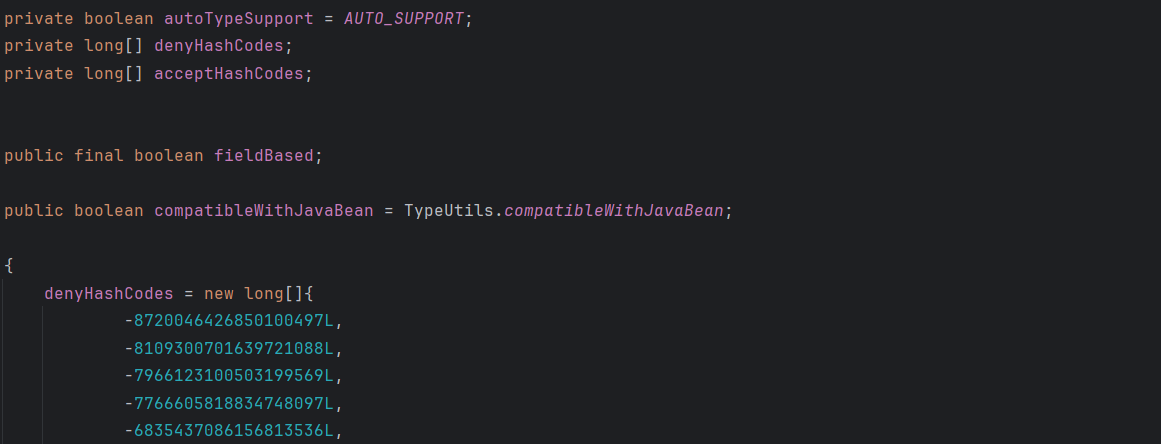 private boolean autoTypeSupport = AUTO_SUPPORT;
private long[] denyHashCodes;
private long[] acceptHashCodes;
public final boolean fieldBased;
public boolean compatibleWithJavaBean = TypeUtils.compatibleWithJavaBean;
{
denyHashCodes = new long[]{
-8720046426850100497L,
-8109300701639721088L,
-7966123100503199569L,
-7766605818834748097L,
-6835437086156813536L,